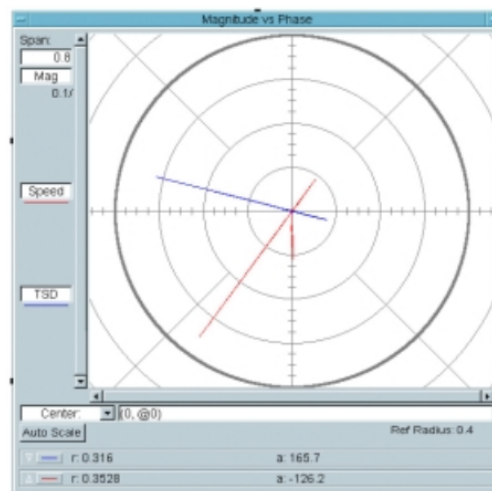 Magnitude vs Phase
Span:
0.8
Mag
0.1/
Speed
TSD
Center:
(0, @0)
Auto Scale
Ref Radius: 0.4
r: 0.316
a: 165.7
r: 0.3528
a: -126.2